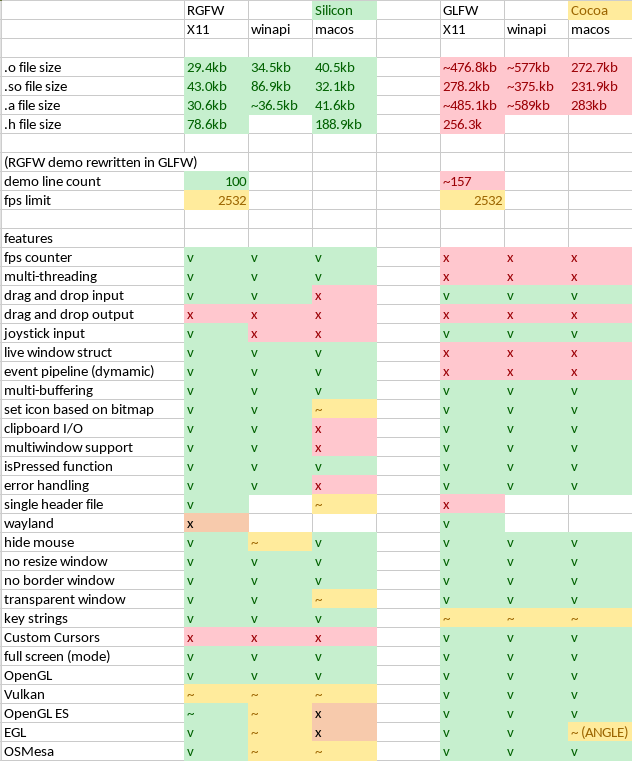 RGFW Silicon GLFW Cocoa
X11 winapi macos X11 winapi macos
.o file size 29.4kb 34.5kb 40.5kb ~476.8kb ~577kb 272.7kb
.so file size 43.0kb 86.9kb 32.1kb 278.2kb ~375.kb 231.9kb
.a file size 30.6kb ~36.5kb 41.6kb ~485.1kb ~589kb 283kb
.h file size 78.6kb 188.9kb 256.3k
(RGFW demo rewritten in GLFW)
demo line count 100 ~157
fps limit 2532 2532
features
fps counter v v v x x x
multi-threading v v v x x x
drag and drop input v v x v v v
drag and drop output x x x x x x
joystick input v x x v v v
live window struct v v v x x x
event pipeline (dymamic) v v v x x x
multi-buffering v v v v v v
set icon based on bitmap v v ~ v v v
clipboard I/O v v x v v v
multiwindow support v v x v v v
isPressed function v v v v v v
error handling v v x v v v
single header file v ~ x
wayland x v
hide mouse v ~ v v v v
no resize window v v v v v v
no border window v v v v v v
transparent window v v ~ v v v
key strings v v v ~ ~ ~
Custom Cursors x x x v v v
full screen (mode) v v v v v v
OpenGL v v v v v v
Vulkan ~ ~ ~ v v v
OpenGL ES ~ ~ x v v v
EGL v ~ x v v ~ (ANGLE)
OSMesa v ~ ~ v v v